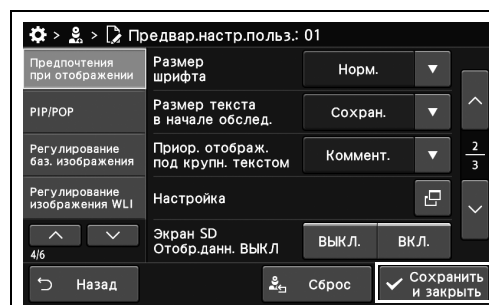 > > Предвар.настр.польз.: 01
Предпочтения
при отображении
PIP/POP
Регулирование
баз. изображения
Регулирование
изображения WLI
4/6
Размер
шрифта
Норм.
Размер текста
в начале обслед.
Сохран.
Приор. отображ.
под крупн. текстом
Коммент.
Настройка
Экран SD
Отобр.данн. ВЫКЛ
ВЫКЛ.
ВКЛ.
2
3
Назад
Сброс
Сохранить
и закрыть